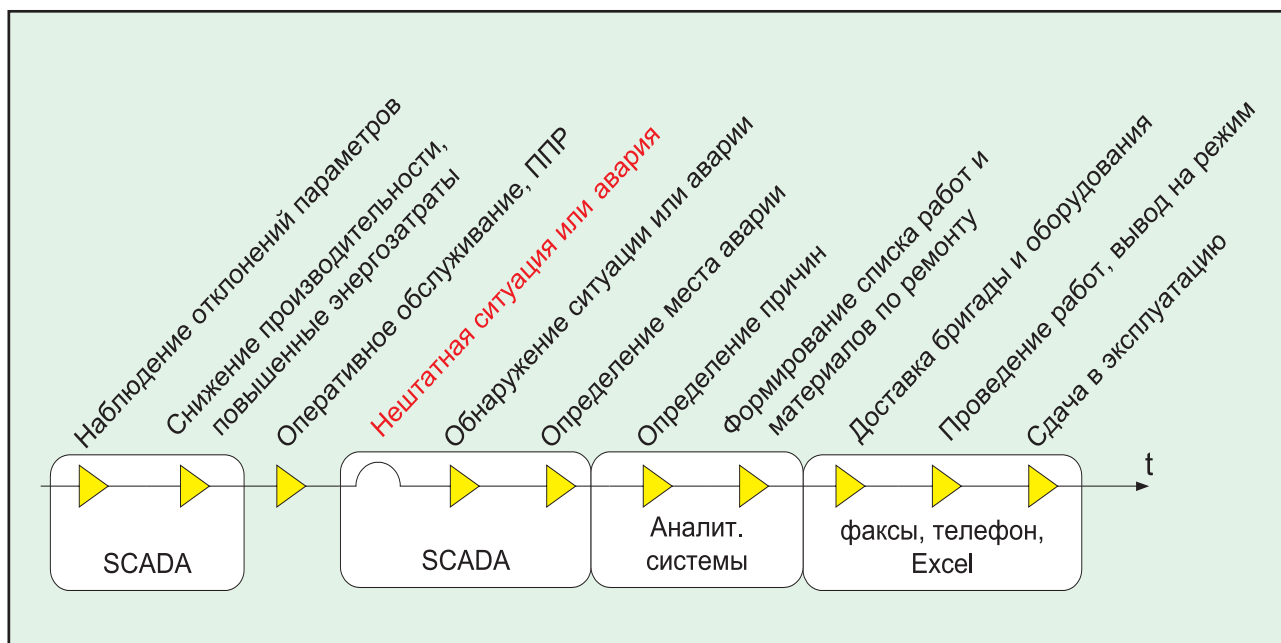 Наблюдение отклонений параметров
Снижение производительности,
повышенные энергозатраты
Оперативное обслуживание, ППР
Нештатная ситуация или авария
Обнаружение ситуации или аварии
Определение места аварии
Определение причин
Формирование списка работ и
материалов по ремонту
Доставка бригады и оборудования
Проведение работ, вывод на режим
Сдача в эксплуатацию
t
SCADA
SCADA
Аналит.
системы
факсы, телефон,
Excel